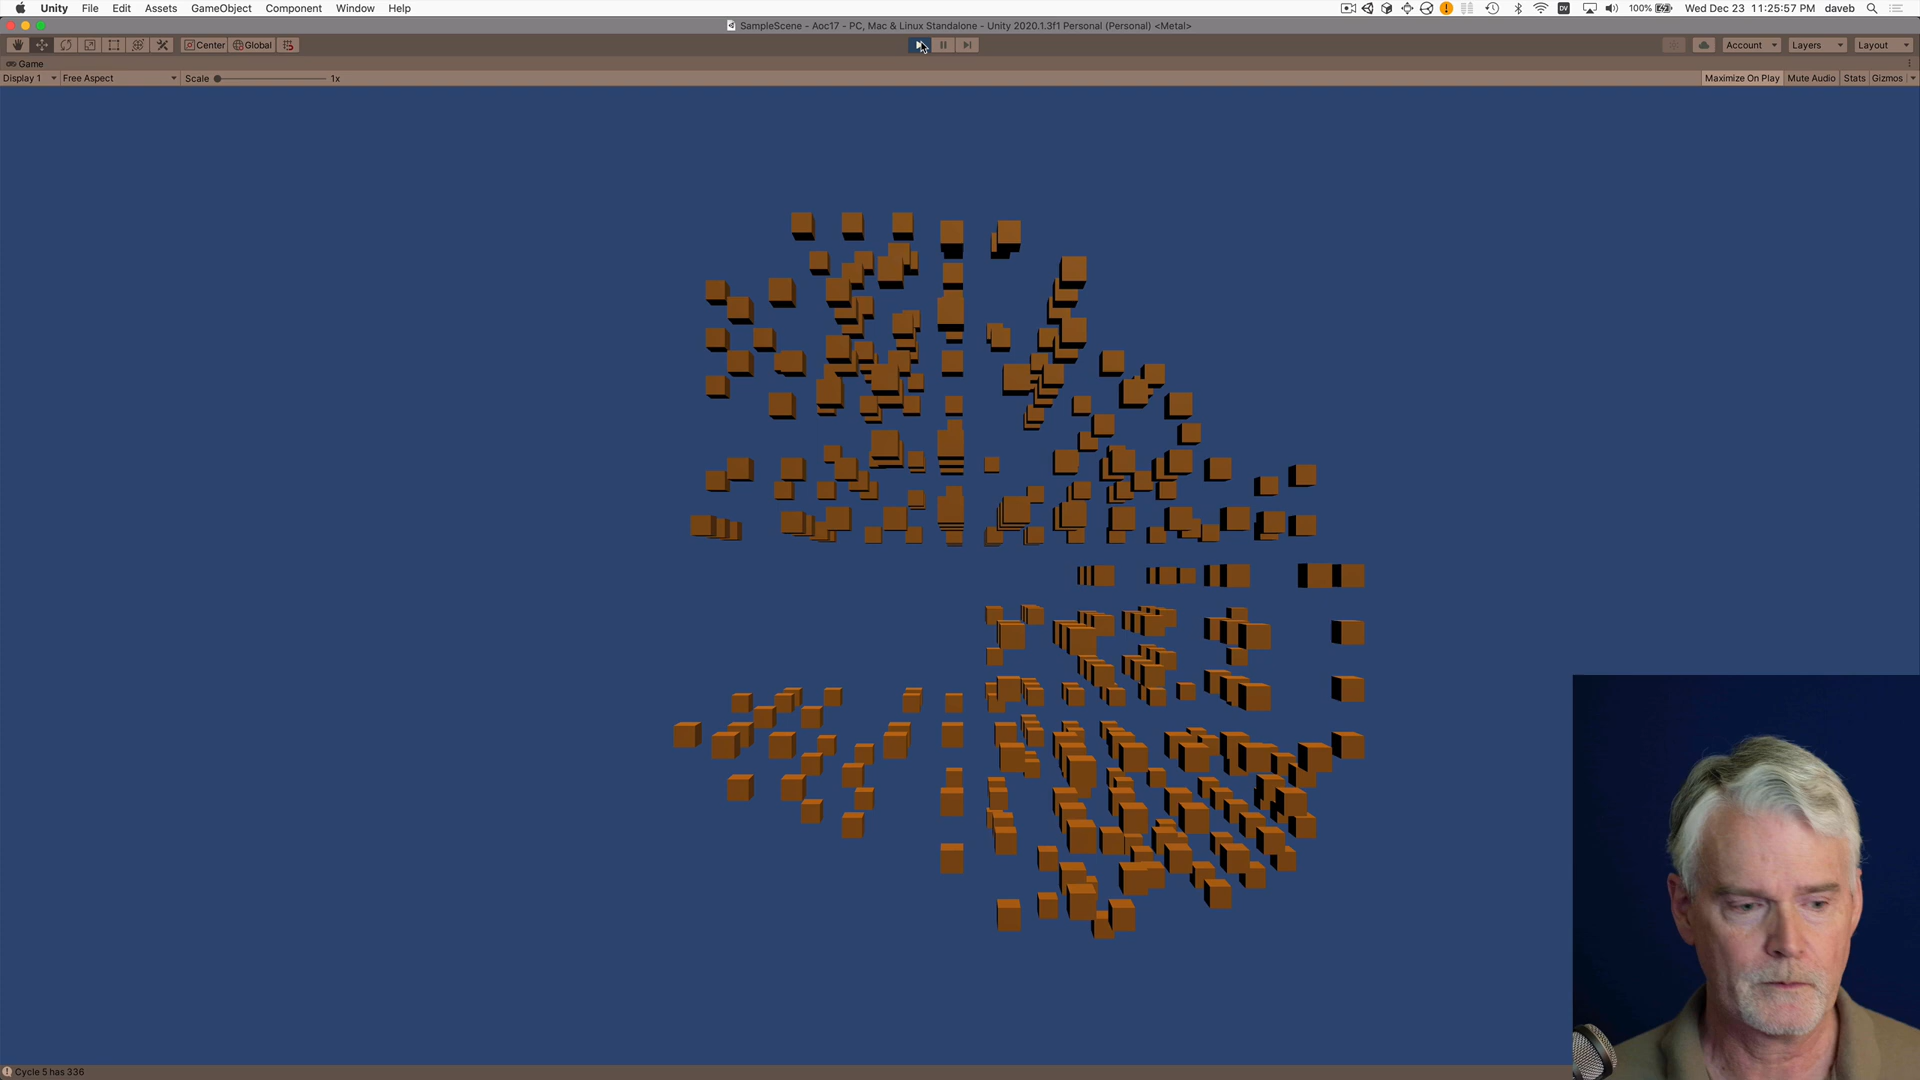 Unity File Edit Assets GameObject Component Window Help DV 100% Wed Dec 23 11:25:57 PM daveb
SampleScene - Aoc17 - PC, Mac & Linux Standalone - Unity 2020.1.3f1 Personal (Personal) <Metal>
Center Global Account Layers Layout
Game
Display 1 Free Aspect Scale 1x Maximize On Play Mute Audio Stats Gizmos
Cycle 5 has 336